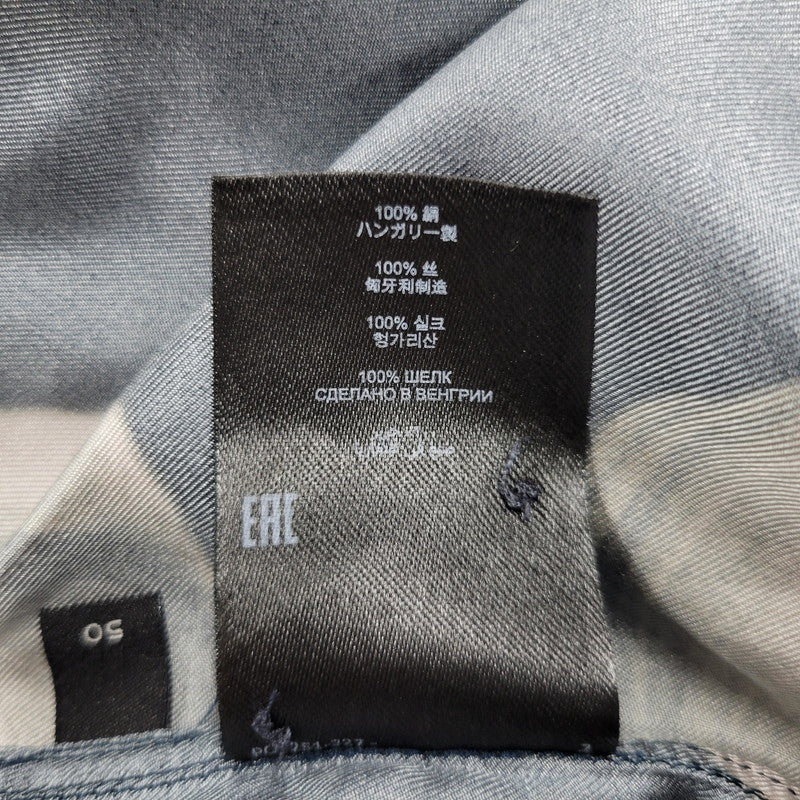 100% 絹
ハンガリー製
100% 丝
匈牙利制造
100% 실크
헝가리산
100% ШЕЛК
СДЕЛАНО В ВЕНГРИИ
EAC
50